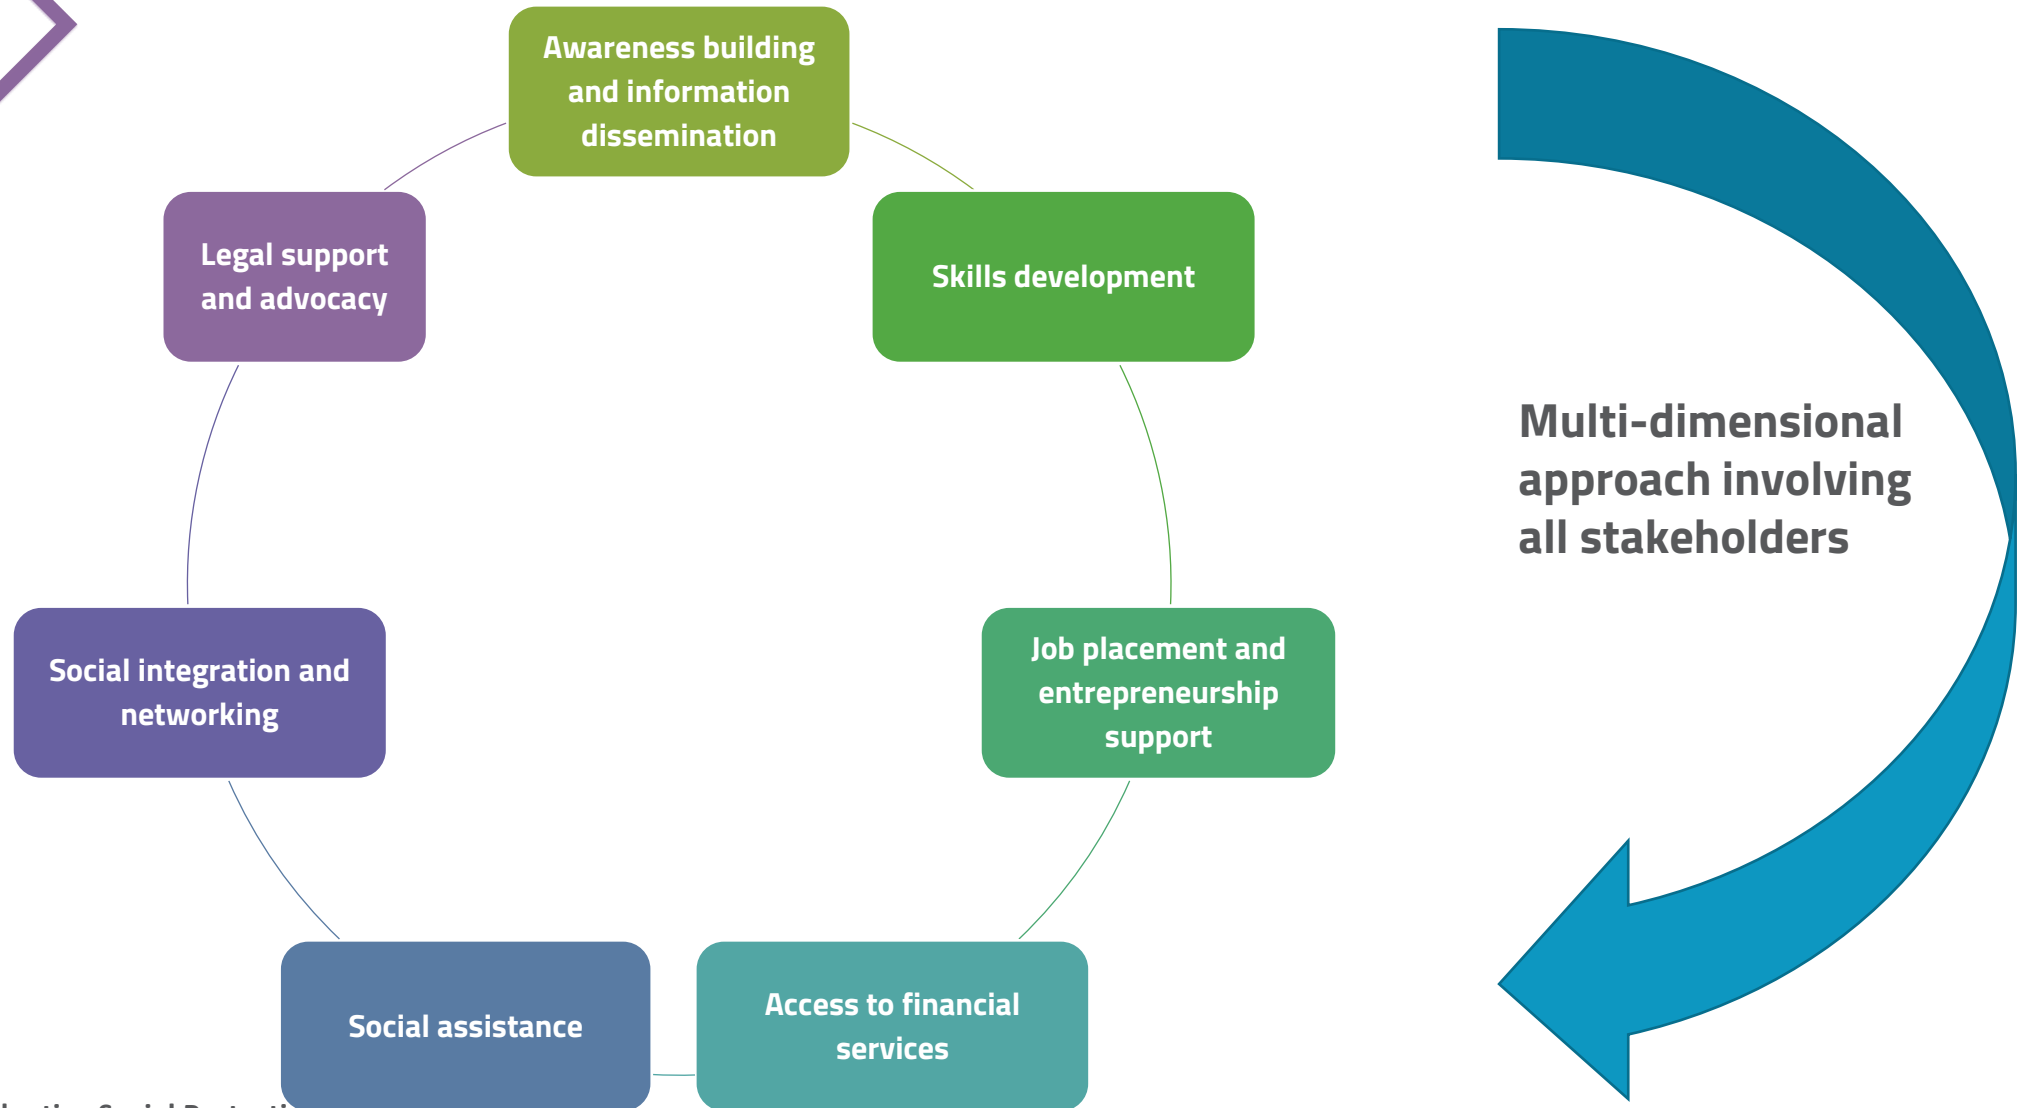 Awareness building
and information
dissemination
Legal support
and advocacy
Skills development
Multi-dimensional
approach involving
all stakeholders
Social integration and
networking
Job placement and
entrepreneurship
support
Social assistance
Access to financial
services
Social